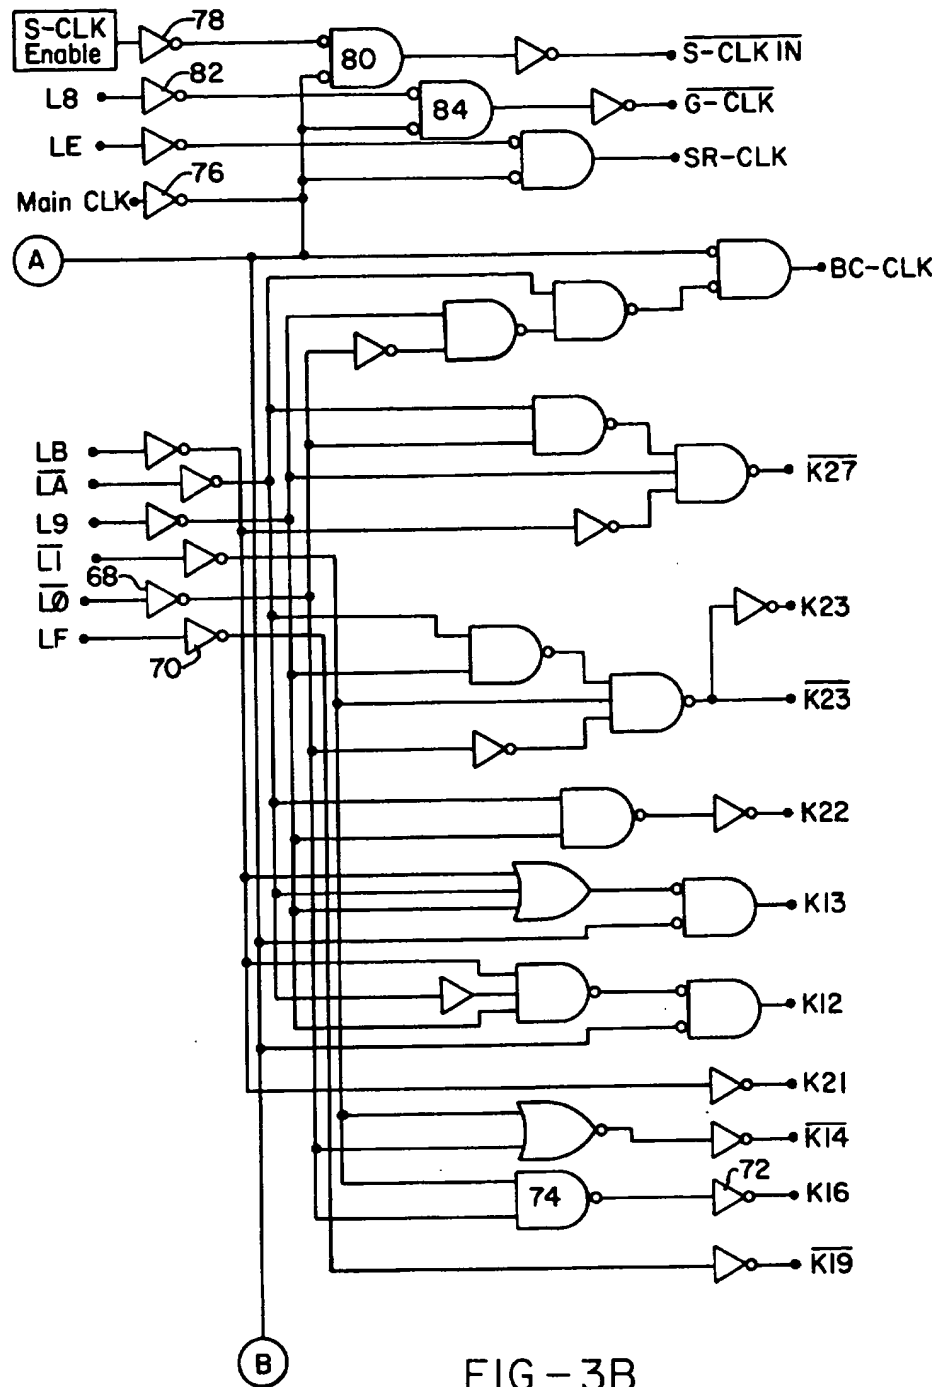 S-CLK
Enable
78
80
S-CLK IN
L8
82
84
G-CLK
LE
SR-CLK
Main CLK
76
A
BC-CLK
LB
LA
K27
L9
L1
68
LØ
K23
LF
70
K23
K22
K13
K12
K21
K14
72
74
K16
K19
B
FIG-3B